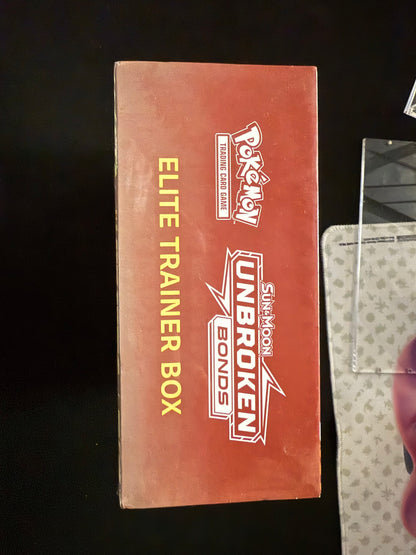 POKéMON
TRADING CARD GAME
SUN & MOON
UNBROKEN
BONDS
ELITE TRAINER BOX